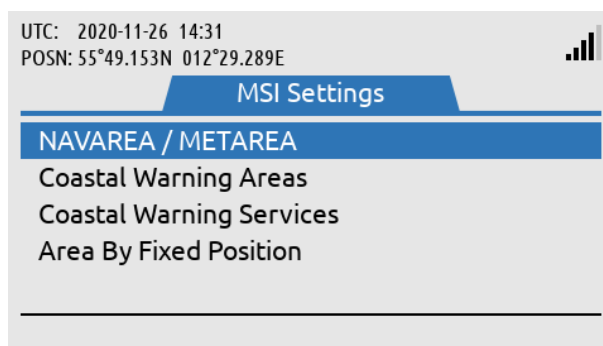 UTC: 2020-11-26 14:31
POSN: 55°49.153N 012°29.289E
MSI Settings
NAVAREA / METAREA
Coastal Warning Areas
Coastal Warning Services
Area By Fixed Position